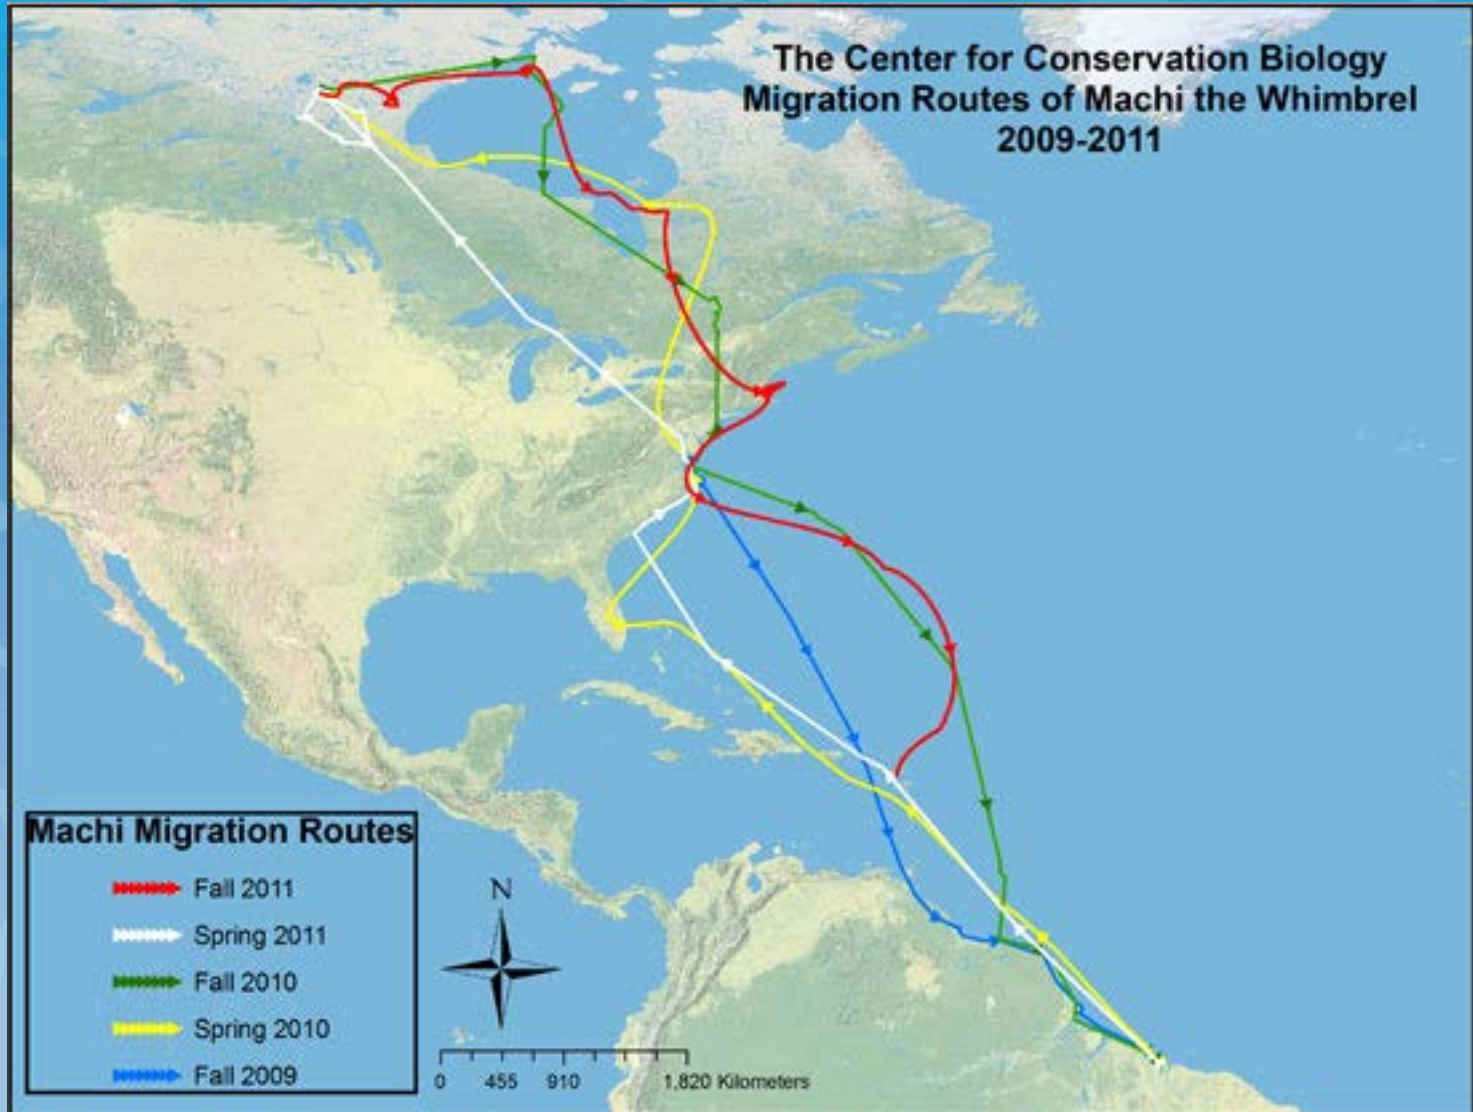 The Center for Conservation Biology
Migration Routes of Machi the Whimbrel
2009-2011
Machi Migration Routes
Fall 2011
Spring 2011
Fall 2010
Spring 2010
Fall 2009
N
0 455 910 1,820 Kilometers